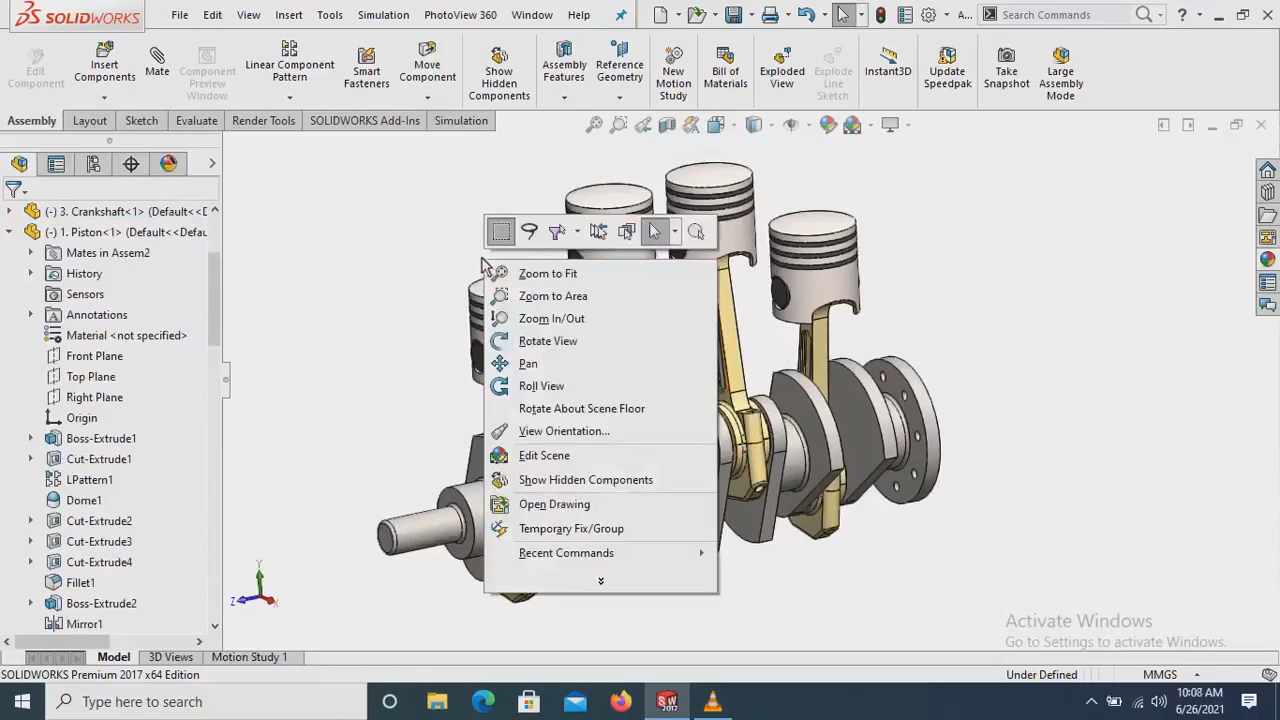 SOLIDWORKS File Edit View Insert Tools Simulation PhotoView 360 Window Help A... Search Commands ?
Edit Component
Insert Components
Mate
Component Preview Window
Linear Component Pattern
Smart Fasteners
Move Component
Show Hidden Components
Assembly Features
Reference Geometry
New Motion Study
Bill of Materials
Exploded View
Explode Line Sketch
Instant3D
Update Speedpak
Take Snapshot
Large Assembly Mode
Assembly Layout Sketch Evaluate Render Tools SOLIDWORKS Add-Ins Simulation
(-) 3. Crankshaft<1> (Default<<D
(-) 1. Piston<1> (Default<<Defau
Mates in Assem2
History
Sensors
Annotations
Material <not specified>
Front Plane
Top Plane
Right Plane
Origin
Boss-Extrude1
Cut-Extrude1
LPattern1
Dome1
Cut-Extrude2
Cut-Extrude3
Cut-Extrude4
Fillet1
Boss-Extrude2
Mirror1
Zoom to Fit
Zoom to Area
Zoom In/Out
Rotate View
Pan
Roll View
Rotate About Scene Floor
View Orientation...
Edit Scene
Show Hidden Components
Open Drawing
Temporary Fix/Group
Recent Commands
Y
Z
X
Activate Windows
Go to Settings to activate Windows.
Model 3D Views Motion Study 1
SOLIDWORKS Premium 2017 x64 Edition Under Defined MMGS
Type here to search
SW
2017
10:08 AM
6/26/2021